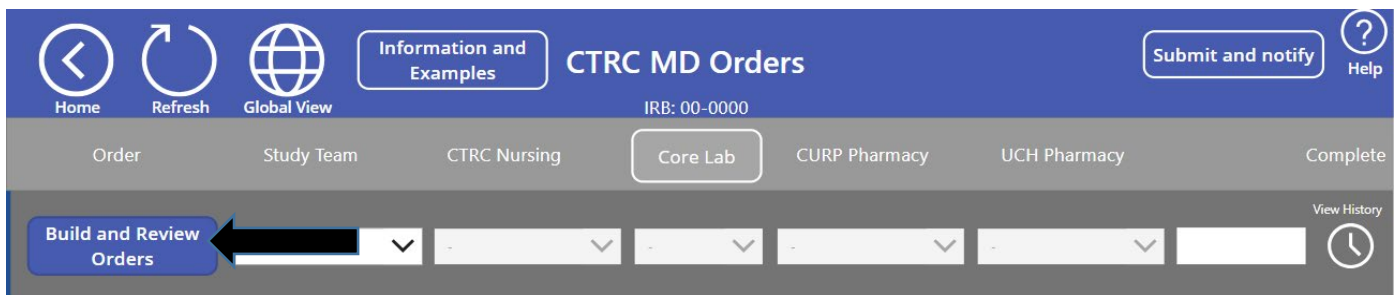 Information and
Examples
CTRC MD Orders
Submit and notify
Home
Refresh
Global View
IRB: 00-0000
?
Help
Order
Study Team
CTRC Nursing
Core Lab
CURP Pharmacy
UCH Pharmacy
Complete
Build and Review
Orders
-
-
-
-
View History